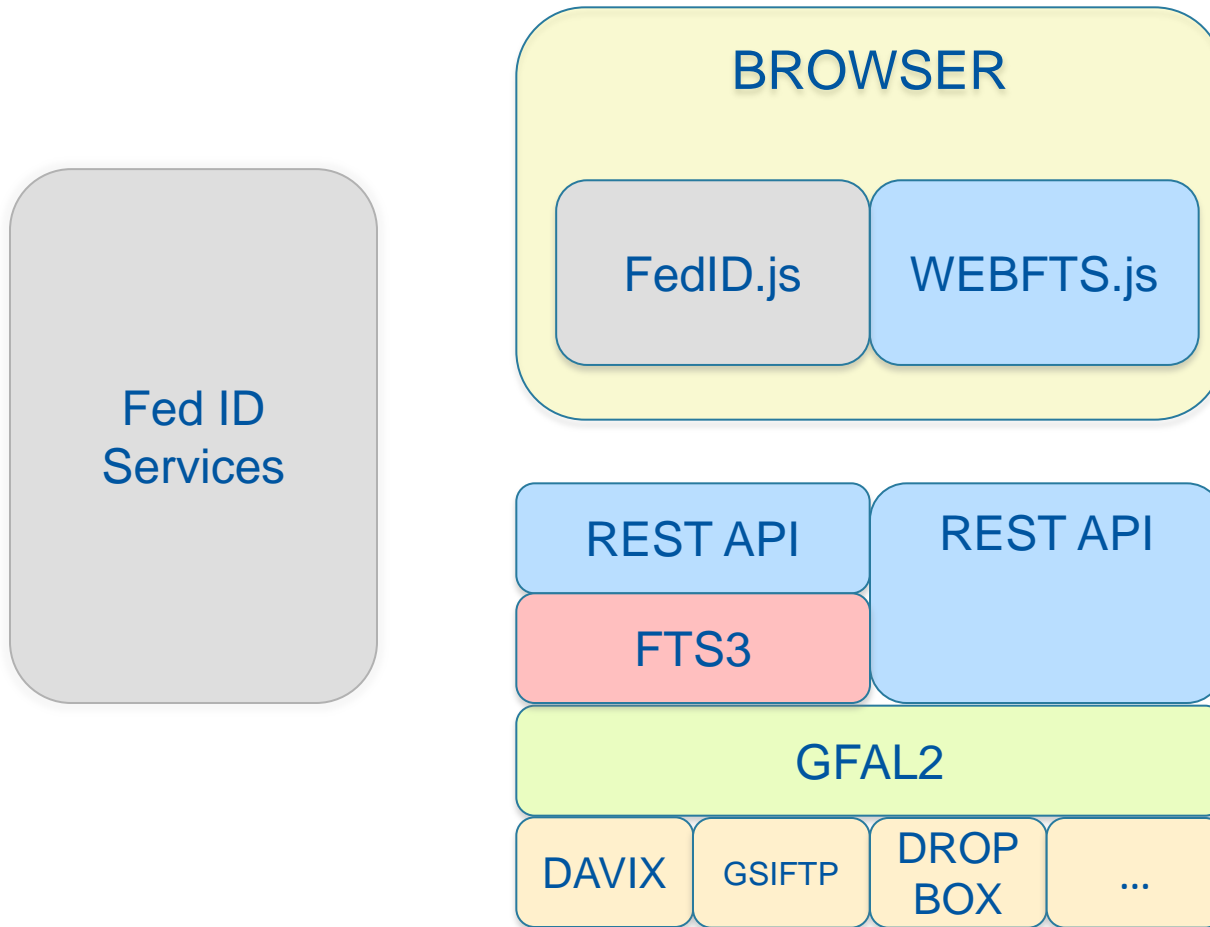 BROWSER
FedID.js
WEBFTS.js
Fed ID
Services
REST API
REST API
FTS3
GFAL2
DAVIX
GSIFTP
DROP
BOX
...